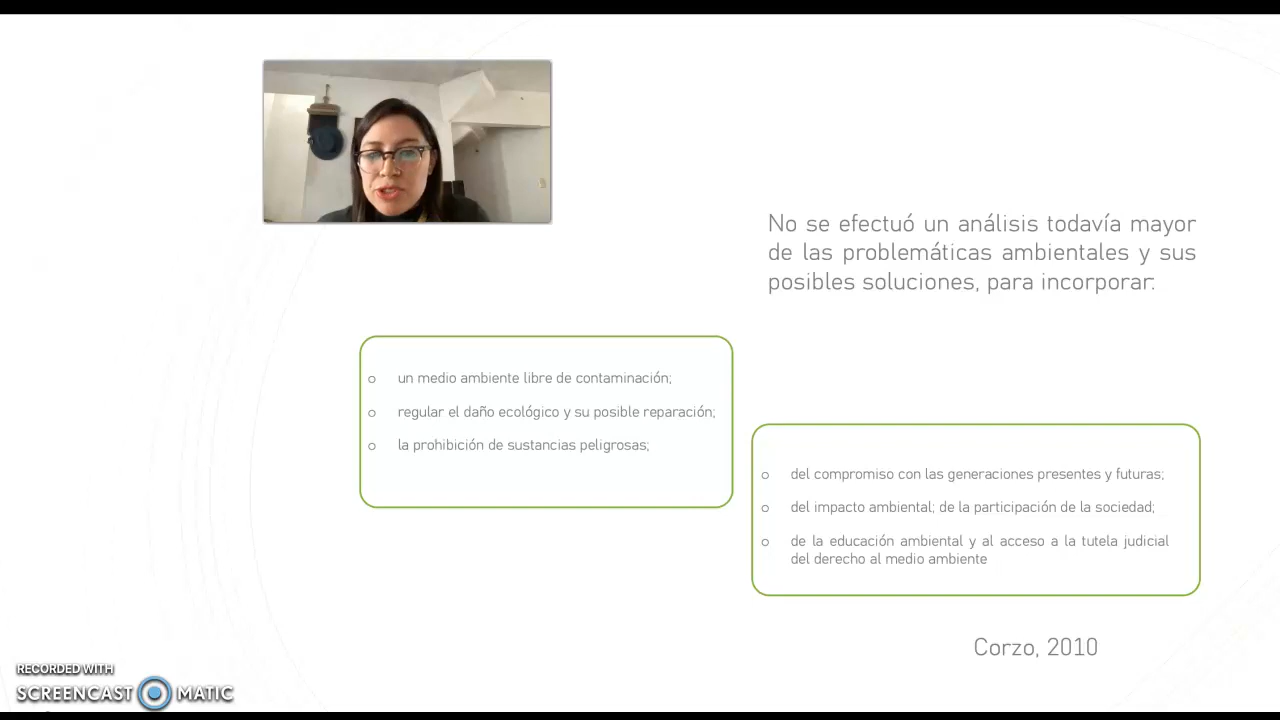 No se efectuó un análisis todavía mayor
de las problemáticas ambientales y sus
posibles soluciones, para incorporar:
o un medio ambiente libre de contaminación;
o regular el daño ecológico y su posible reparación;
o la prohibición de sustancias peligrosas;
o del compromiso con las generaciones presentes y futuras;
o del impacto ambiental; de la participación de la sociedad;
o de la educación ambiental y al acceso a la tutela judicial
del derecho al medio ambiente
Corzo, 2010
RECORDED WITH
SCREENCAST MATIC